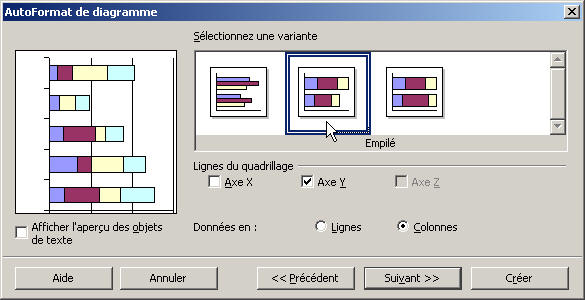 AutoFormat de diagramme
Sélectionnez une variante
Empilé
Lignes du quadrillage
Axe X
Axe Y
Axe Z
Afficher l'aperçu des objets
de texte
Données en :
Lignes
Colonnes
Aide
Annuler
<< Précédent
Suivant >>
Créer